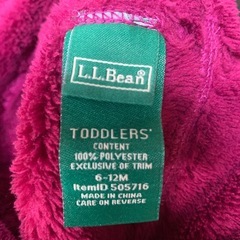 L.L.Bean®
TODDLERS'
CONTENT
100% POLYESTER
EXCLUSIVE OF TRIM
6-12M
ItemID 505716
MADE IN CHINA
CARE ON REVERSE